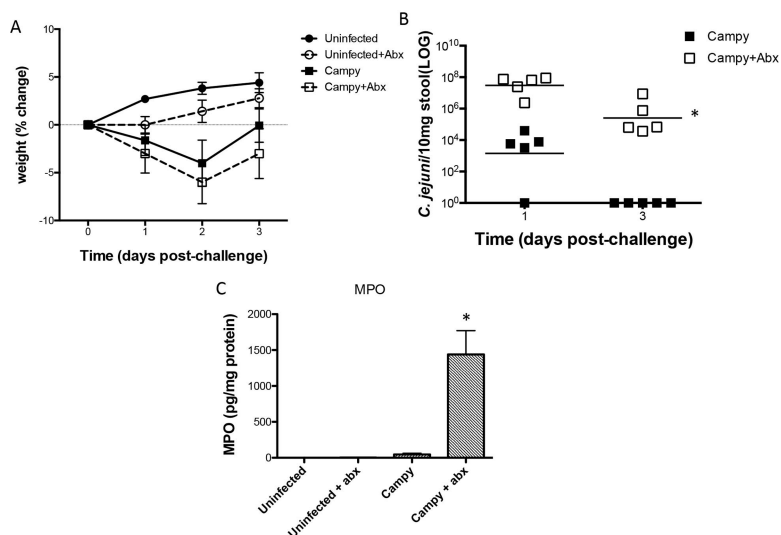 A
weight (% change)
10
5
0
-5
-10
0 1 2 3
Time (days post-challenge)
Uninfected
Uninfected+Abx
Campy
Campy+Abx
B
C. jejuni/10mg stool(LOG)
10^10
10^8
10^6
10^4
10^2
10^0
*
1 3
Time (days post-challenge)
Campy
Campy+Abx
C
MPO
MPO (pg/mg protein)
2000
1500
1000
500
0
*
Uninfected
Uninfected + abx
Campy
Campy + abx